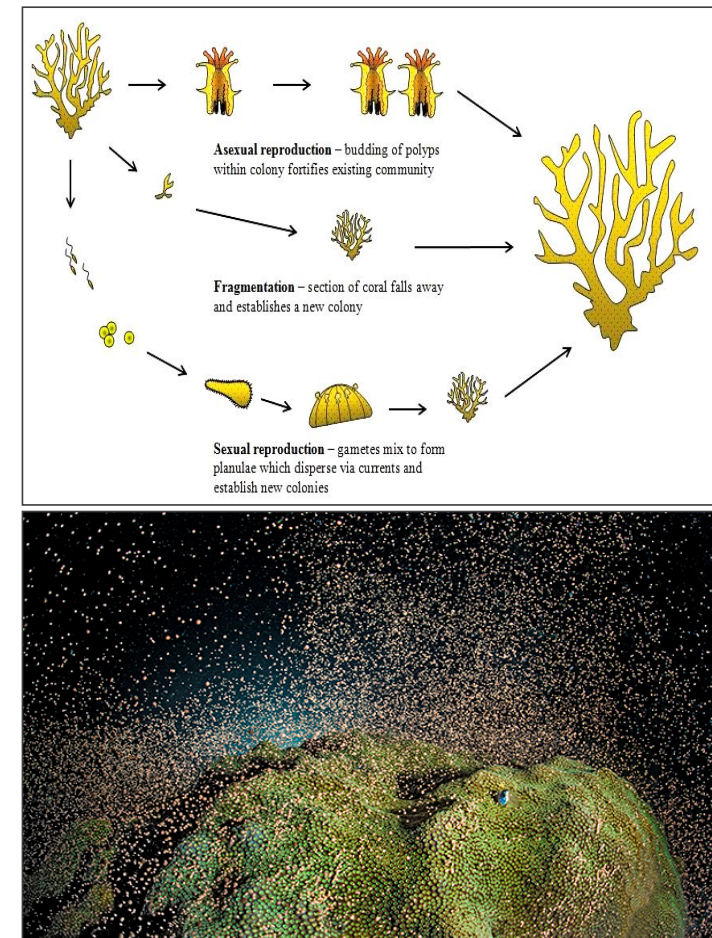 Asexual reproduction – budding of polyps
within colony fortifies existing community
Fragmentation – section of coral falls away
and establishes a new colony
Sexual reproduction – gametes mix to form
planulae which disperse via currents and
establish new colonies